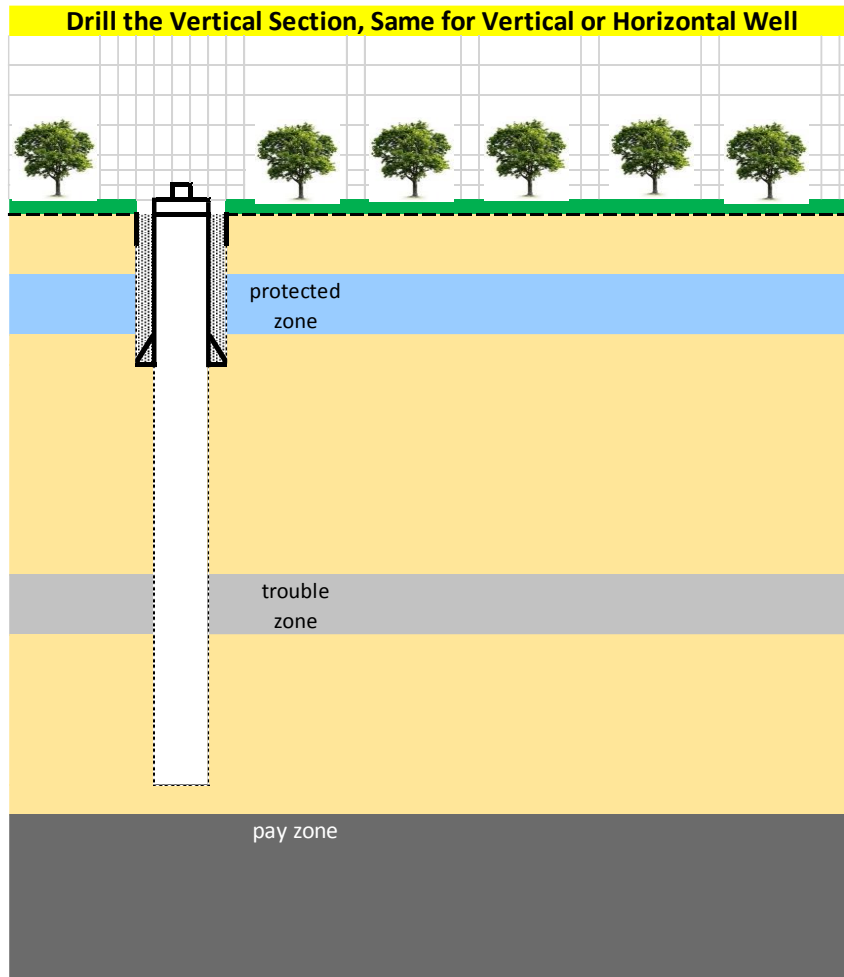 Drill the Vertical Section, Same for Vertical or Horizontal Well
protected
zone
trouble
zone
pay zone